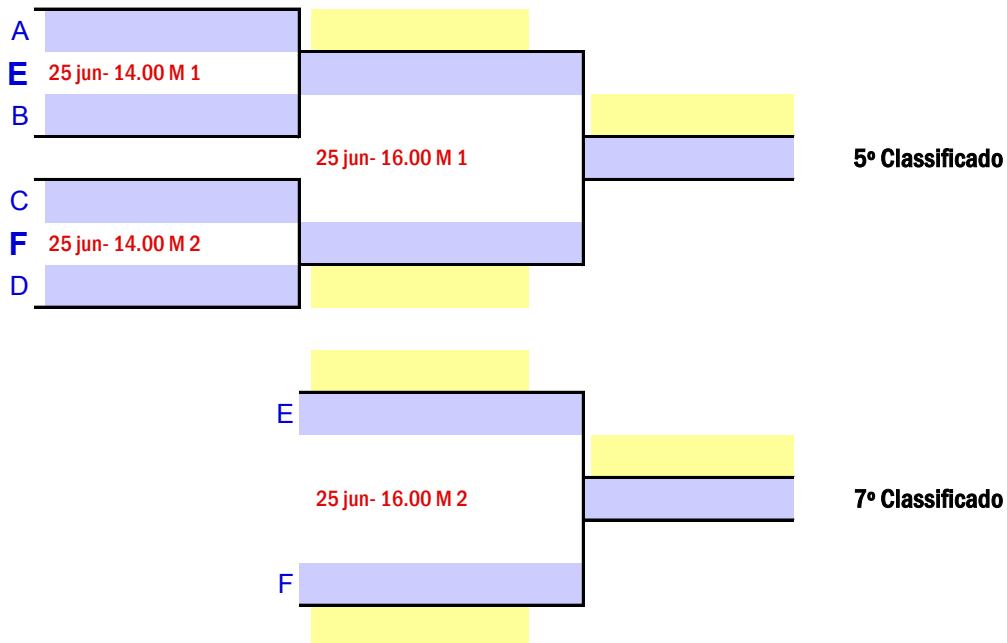 A
E 25 jun- 14.00 M 1
B
25 jun- 16.00 M 1
5º Classificado
C
F 25 jun- 14.00 M 2
D
E
25 jun- 16.00 M 2
7º Classificado
F